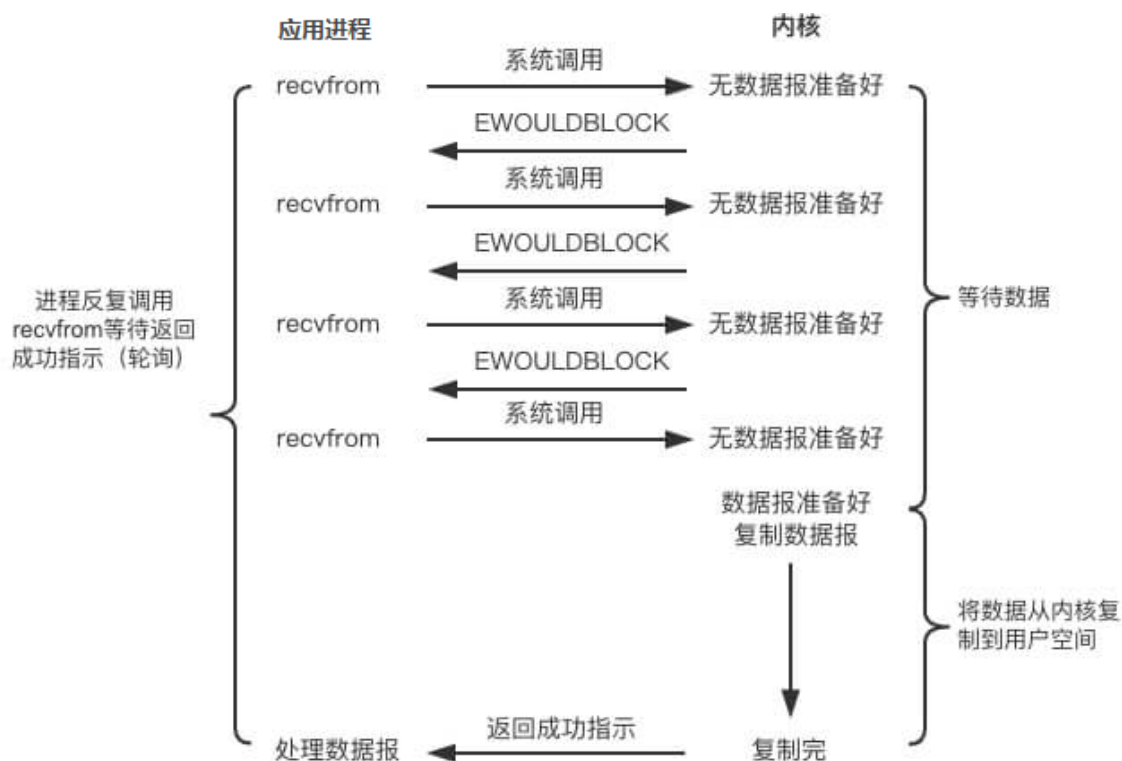 应用进程
内核
系统调用
recvfrom
无数据报准备好
EWOULDBLOCK
系统调用
recvfrom
无数据报准备好
EWOULDBLOCK
进程反复调用
recvfrom等待返回
成功指示（轮询）
系统调用
recvfrom
无数据报准备好
等待数据
EWOULDBLOCK
系统调用
recvfrom
无数据报准备好
数据报准备好
复制数据报
将数据从内核复
制到用户空间
返回成功指示
处理数据报
复制完